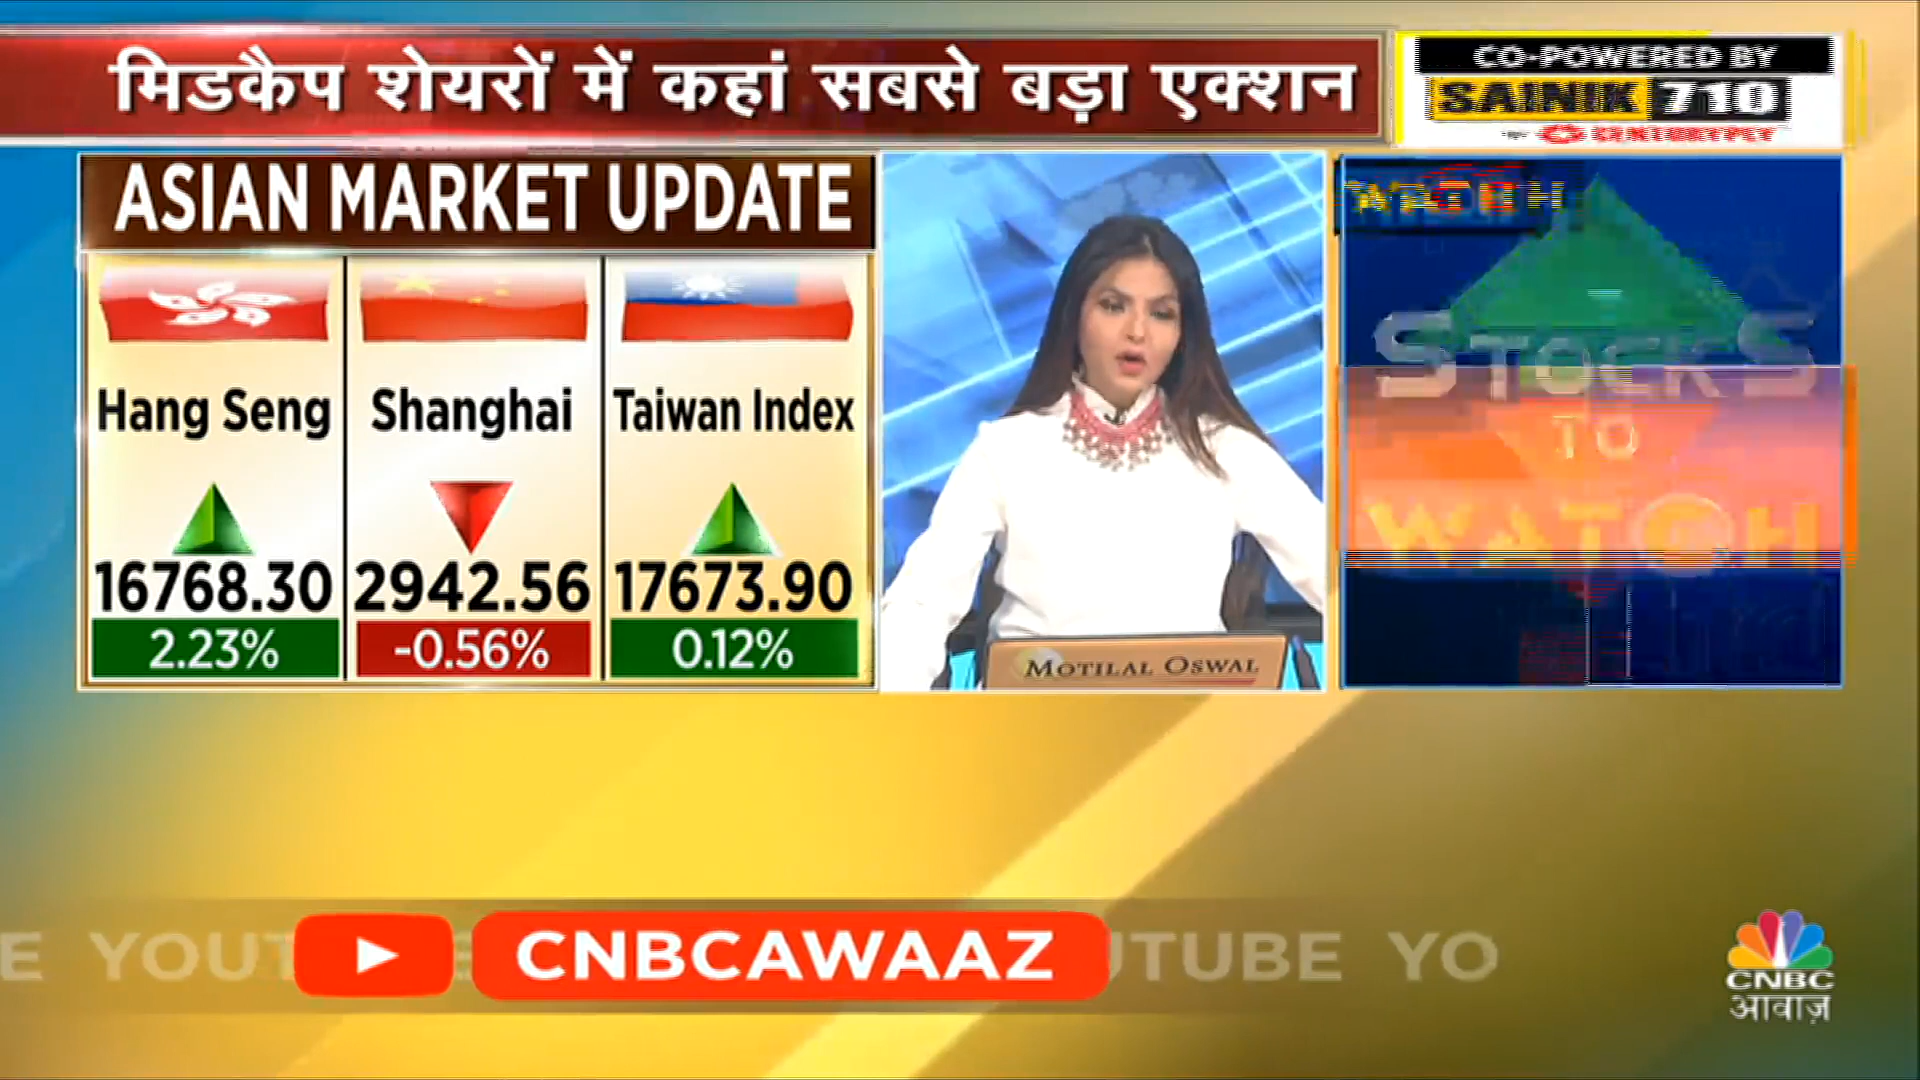 मिडकैप शेयरों में कहां सबसे बड़ा एक्शन
CO-POWERED BY
SAINIK 710
CENTURYPLY
ASIAN MARKET UPDATE
Hang Seng
16768.30
2.23%
Shanghai
2942.56
-0.56%
Taiwan Index
17673.90
0.12%
MOTILAL OSWAL
STOCKS
TO
WATCH
E YOUT
CNBCAWAAZ
UTUBE YO
CNBC
आवाज़